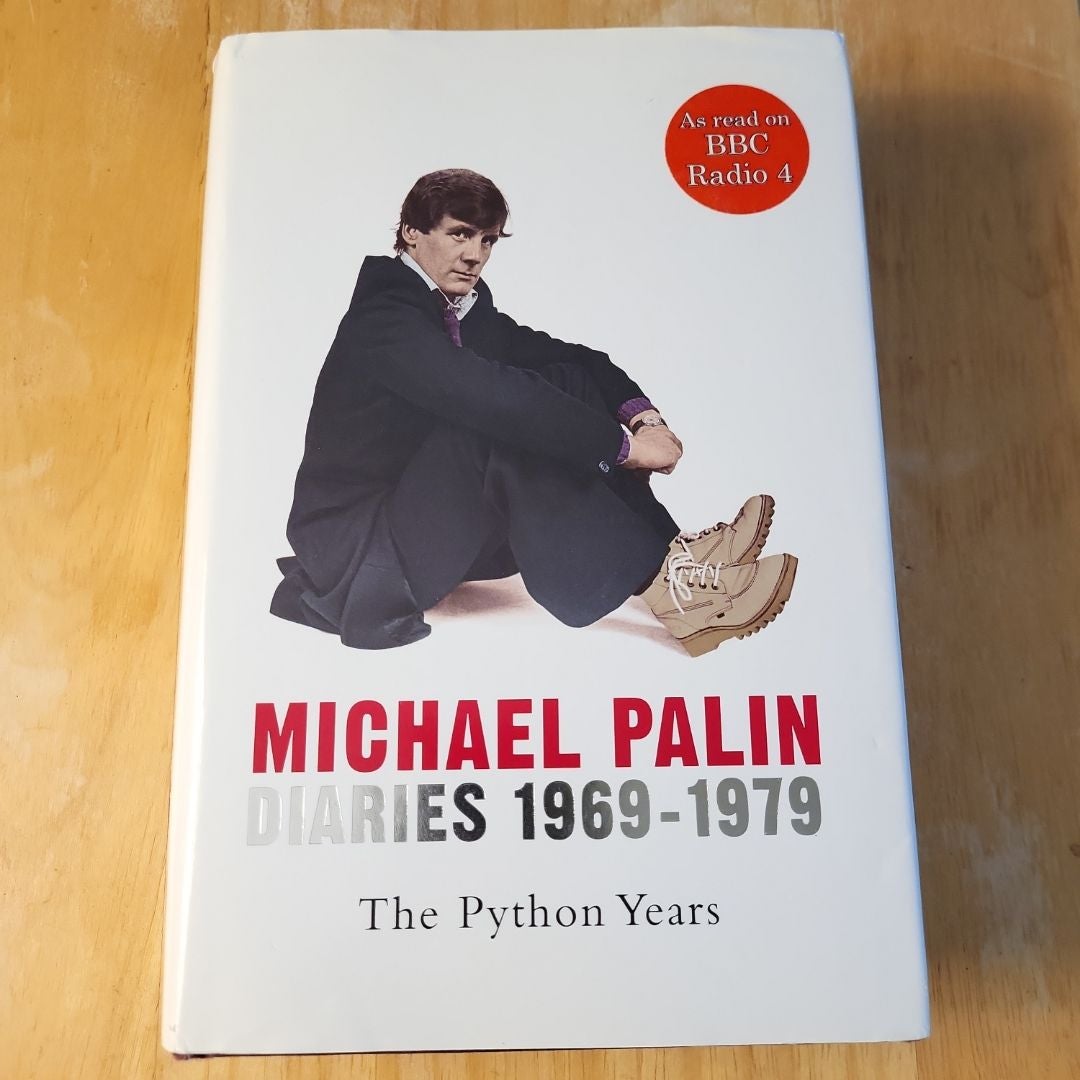 As read on
BBC
Radio 4
MICHAEL PALIN
DIARIES 1969-1979
The Python Years